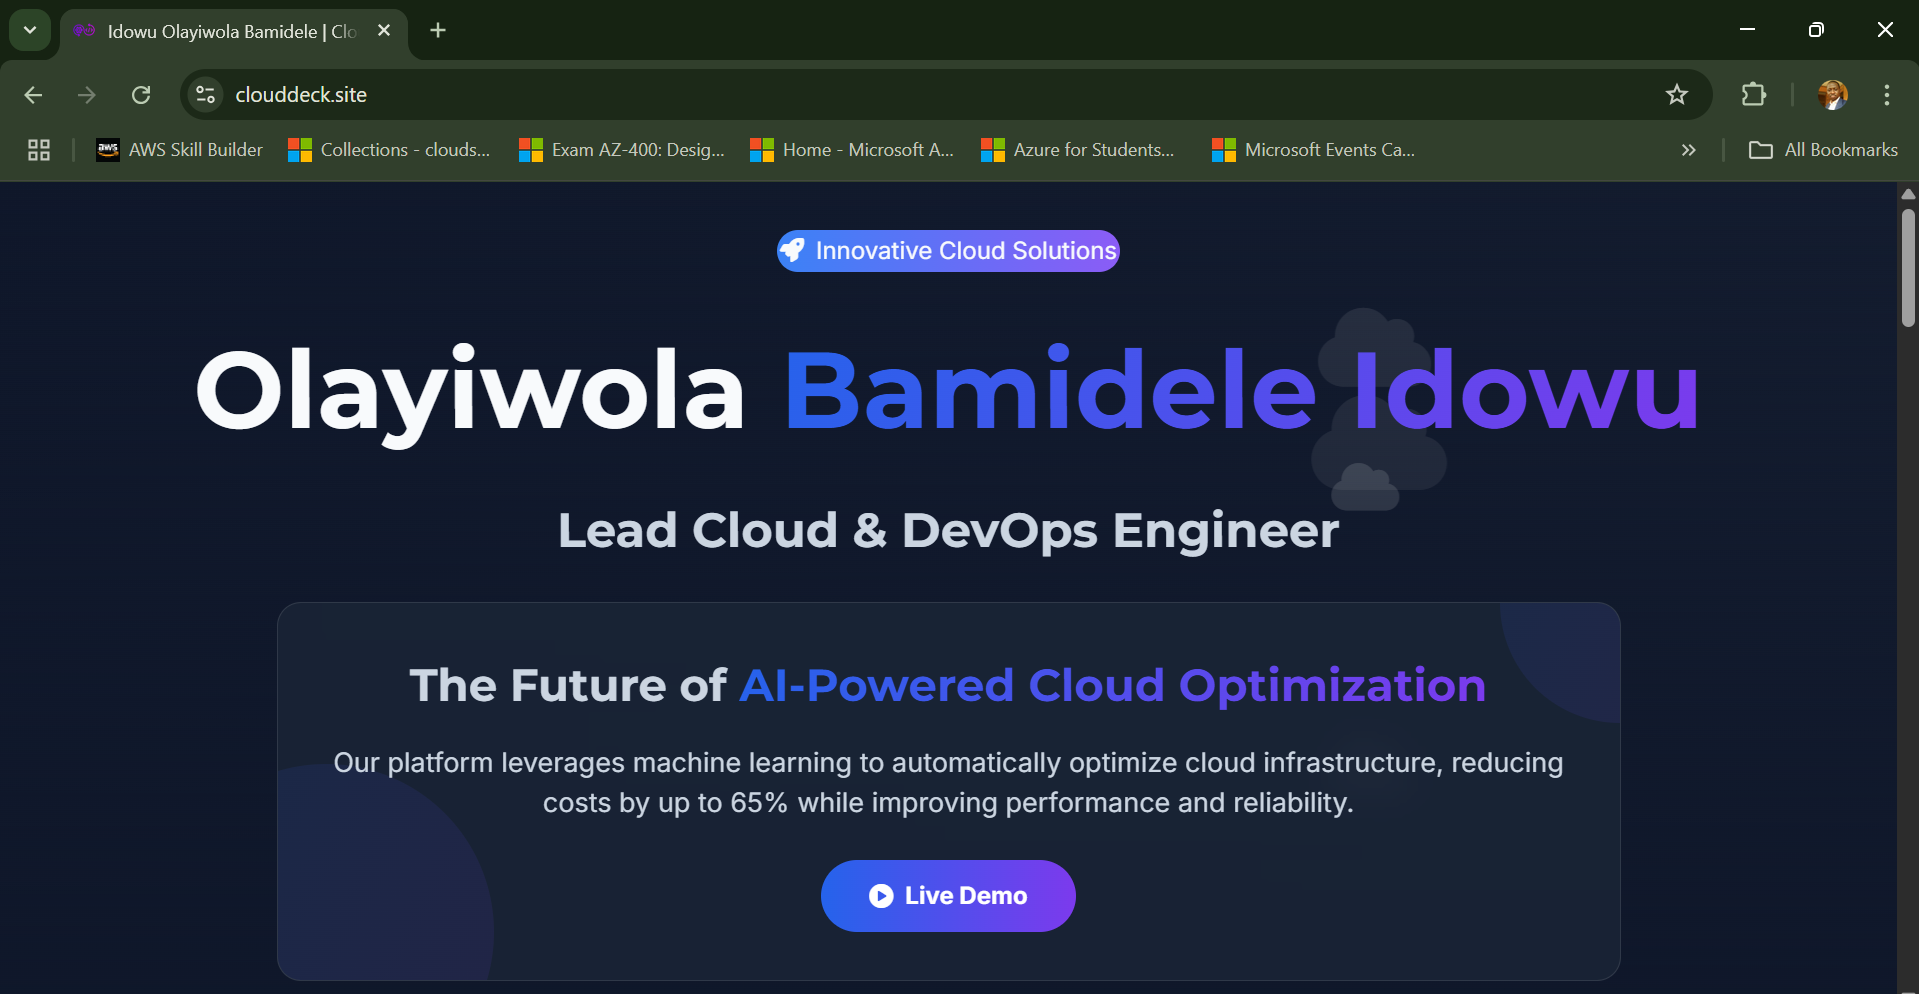 Idowu Olayiwola Bamidele | Clo
clouddeck.site
aws AWS Skill Builder
Collections - clouds...
Exam AZ-400: Desig...
Home - Microsoft A...
Azure for Students...
Microsoft Events Ca...
All Bookmarks
Innovative Cloud Solutions
Olayiwola Bamidele Idowu
Lead Cloud & DevOps Engineer
The Future of AI-Powered Cloud Optimization
Our platform leverages machine learning to automatically optimize cloud infrastructure, reducing
costs by up to 65% while improving performance and reliability.
Live Demo